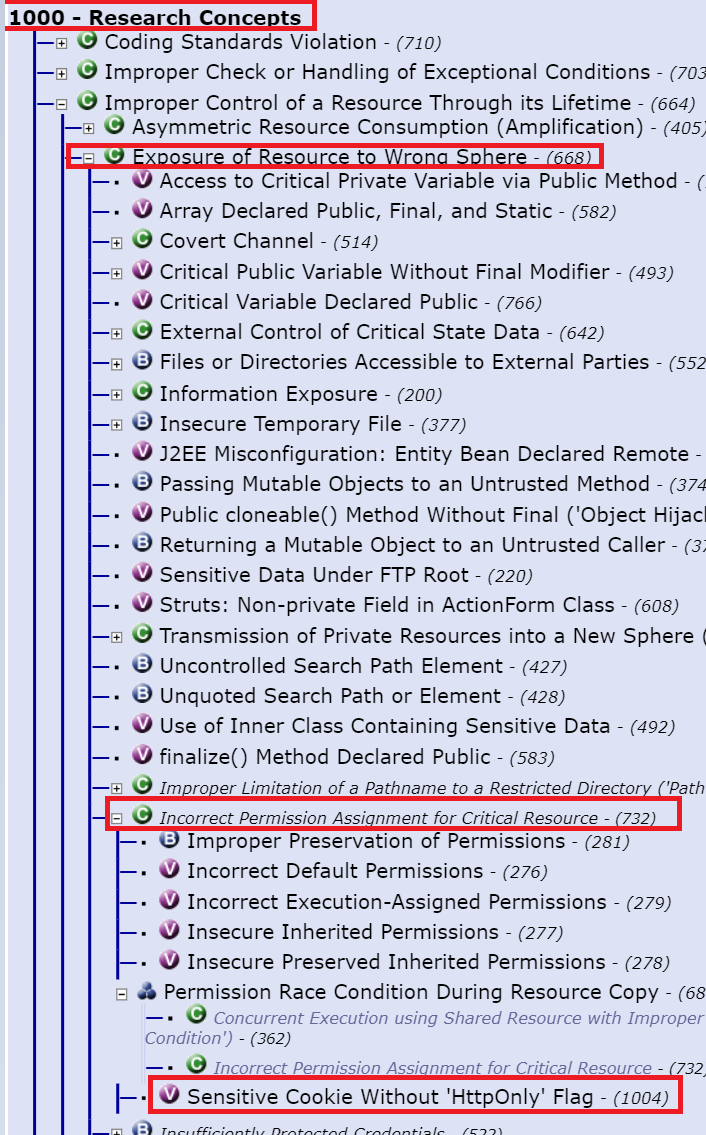 1000 - Research Concepts
C Coding Standards Violation - (710)
C Improper Check or Handling of Exceptional Conditions - (703
C Improper Control of a Resource Through its Lifetime - (664)
C Asymmetric Resource Consumption (Amplification) - (405)
C Exposure of Resource to Wrong Sphere - (668)
V Access to Critical Private Variable via Public Method - (
V Array Declared Public, Final, and Static - (582)
C Covert Channel - (514)
V Critical Public Variable Without Final Modifier - (493)
V Critical Variable Declared Public - (766)
C External Control of Critical State Data - (642)
B Files or Directories Accessible to External Parties - (552
C Information Exposure - (200)
B Insecure Temporary File - (377)
V J2EE Misconfiguration: Entity Bean Declared Remote -
B Passing Mutable Objects to an Untrusted Method - (374
V Public cloneable() Method Without Final ('Object Hijac
B Returning a Mutable Object to an Untrusted Caller - (37
V Sensitive Data Under FTP Root - (220)
V Struts: Non-private Field in ActionForm Class - (608)
C Transmission of Private Resources into a New Sphere (
B Uncontrolled Search Path Element - (427)
B Unquoted Search Path or Element - (428)
V Use of Inner Class Containing Sensitive Data - (492)
V finalize() Method Declared Public - (583)
C Improper Limitation of a Pathname to a Restricted Directory ('Path
C Incorrect Permission Assignment for Critical Resource - (732)
B Improper Preservation of Permissions - (281)
V Incorrect Default Permissions - (276)
V Incorrect Execution-Assigned Permissions - (279)
V Insecure Inherited Permissions - (277)
V Insecure Preserved Inherited Permissions - (278)
Permission Race Condition During Resource Copy - (68
C Concurrent Execution using Shared Resource with Improper
Condition') - (362)
C Incorrect Permission Assignment for Critical Resource - (732)
V Sensitive Cookie Without 'HttpOnly' Flag - (1004)
B Insufficiently Protected Credentials - (522)